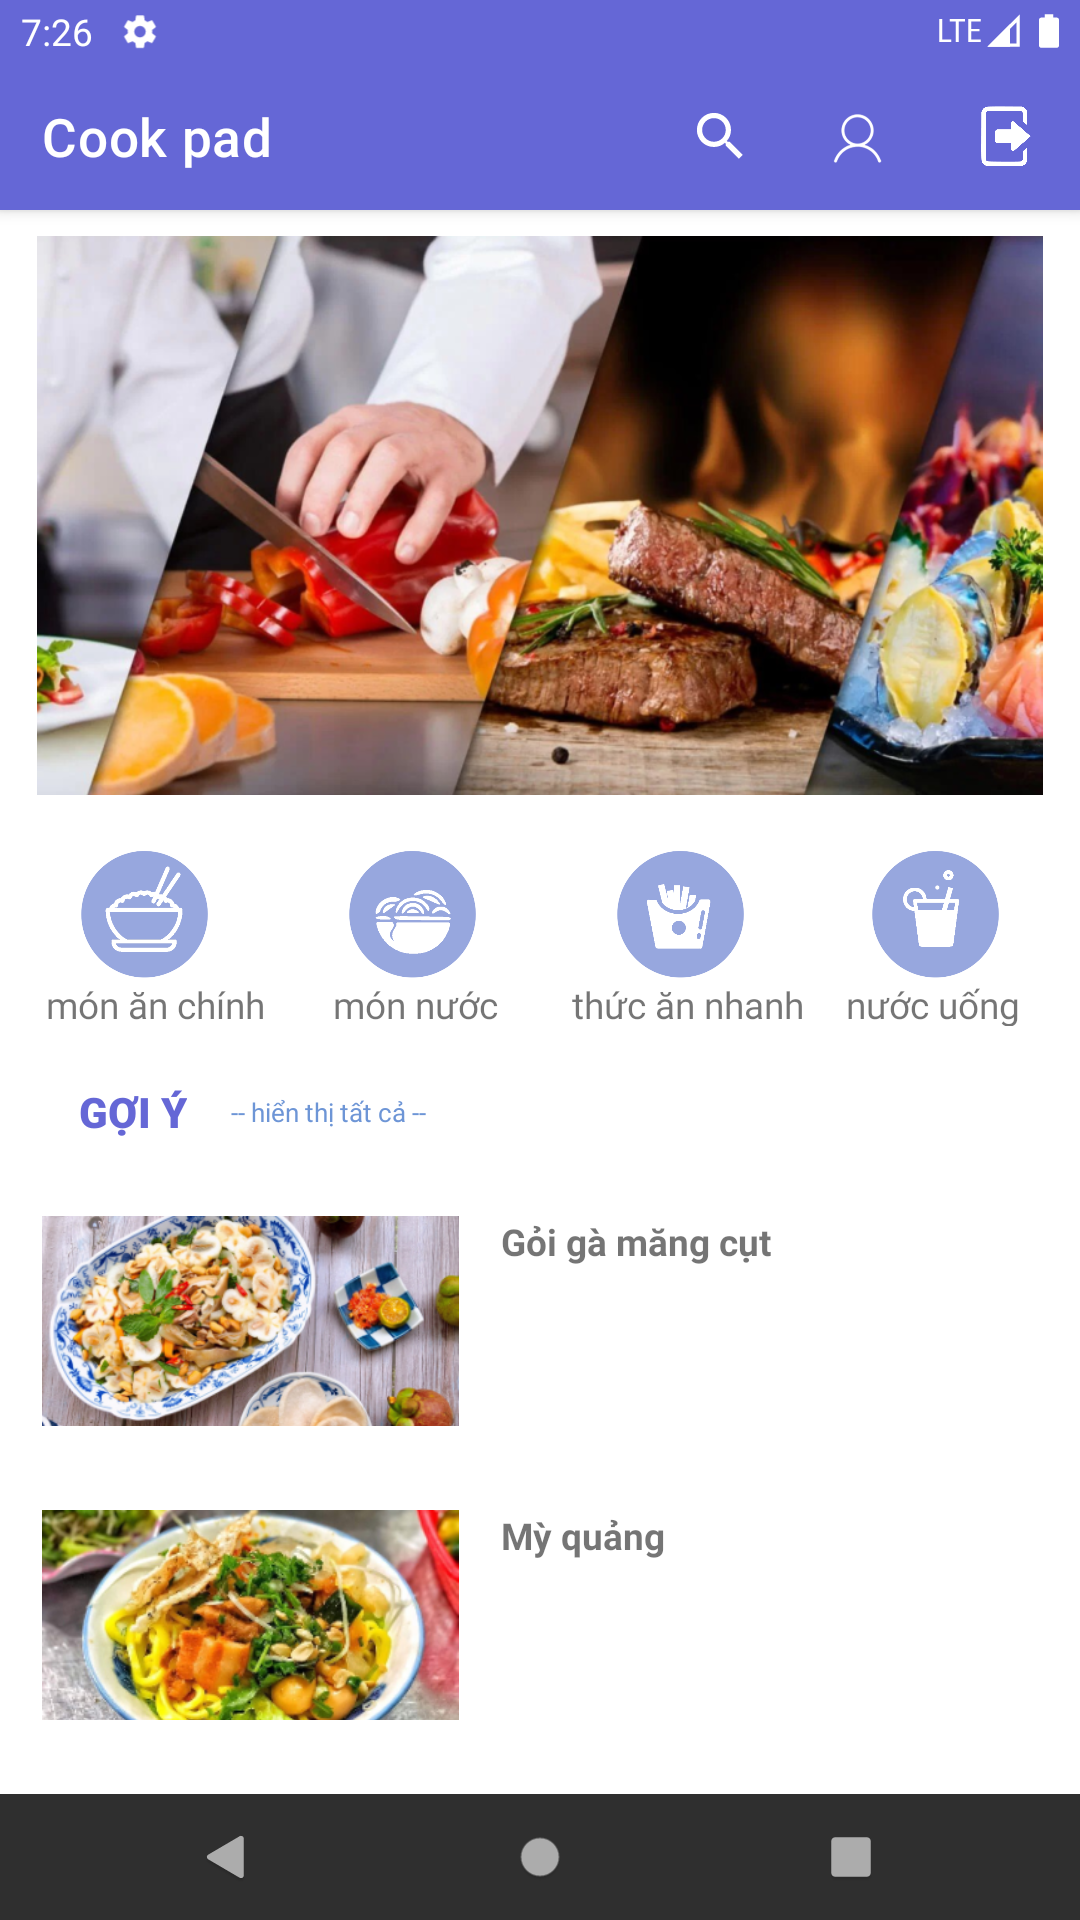 7:26 LTE
Cook pad
món ăn chính món nước thức ăn nhanh nước uống
GỢI Ý -- hiển thị tất cả --
Gỏi gà măng cụt
Mỳ quảng